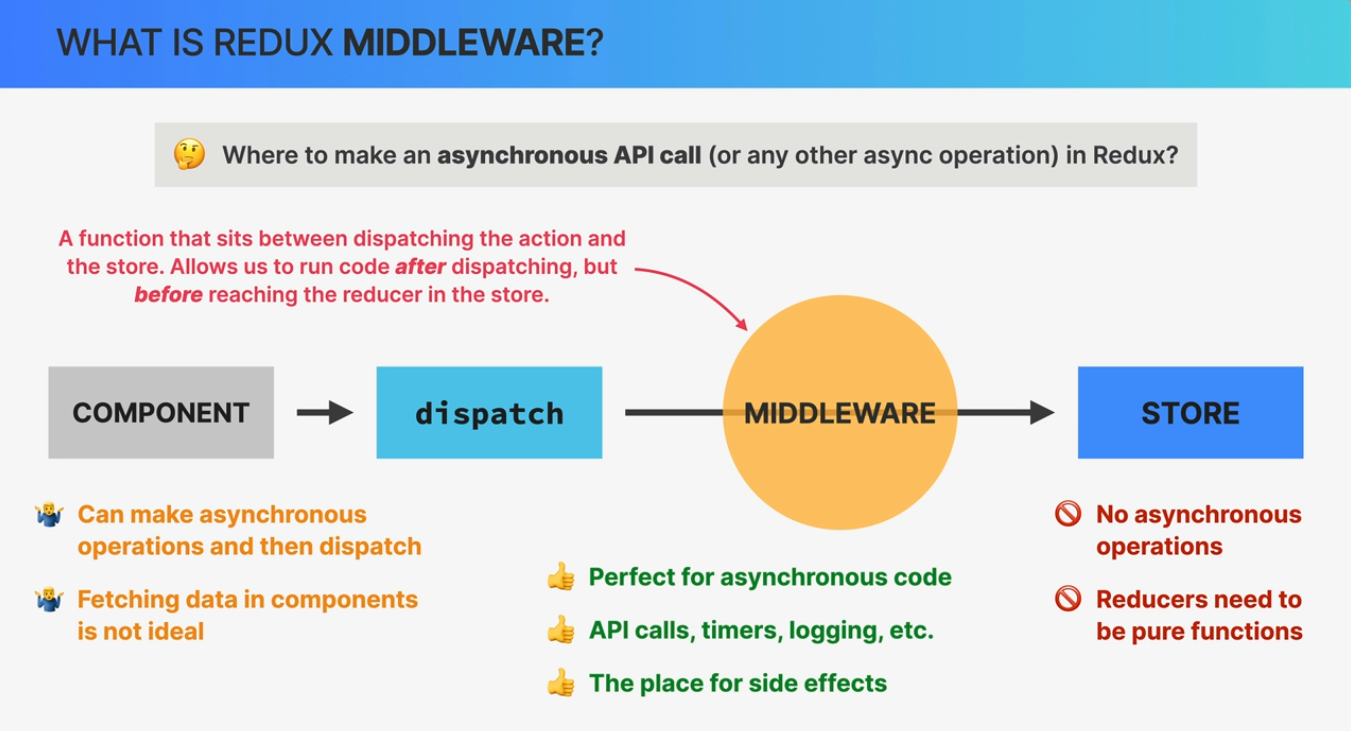 WHAT IS REDUX MIDDLEWARE?
🤔 Where to make an asynchronous API call (or any other async operation) in Redux?
A function that sits between dispatching the action and
the store. Allows us to run code after dispatching, but
before reaching the reducer in the store.
COMPONENT
dispatch
MIDDLEWARE
STORE
🤷‍♂️ Can make asynchronous
operations and then dispatch
🤷‍♂️ Fetching data in components
is not ideal
👍 Perfect for asynchronous code
👍 API calls, timers, logging, etc.
👍 The place for side effects
🚫 No asynchronous
operations
🚫 Reducers need to
be pure functions